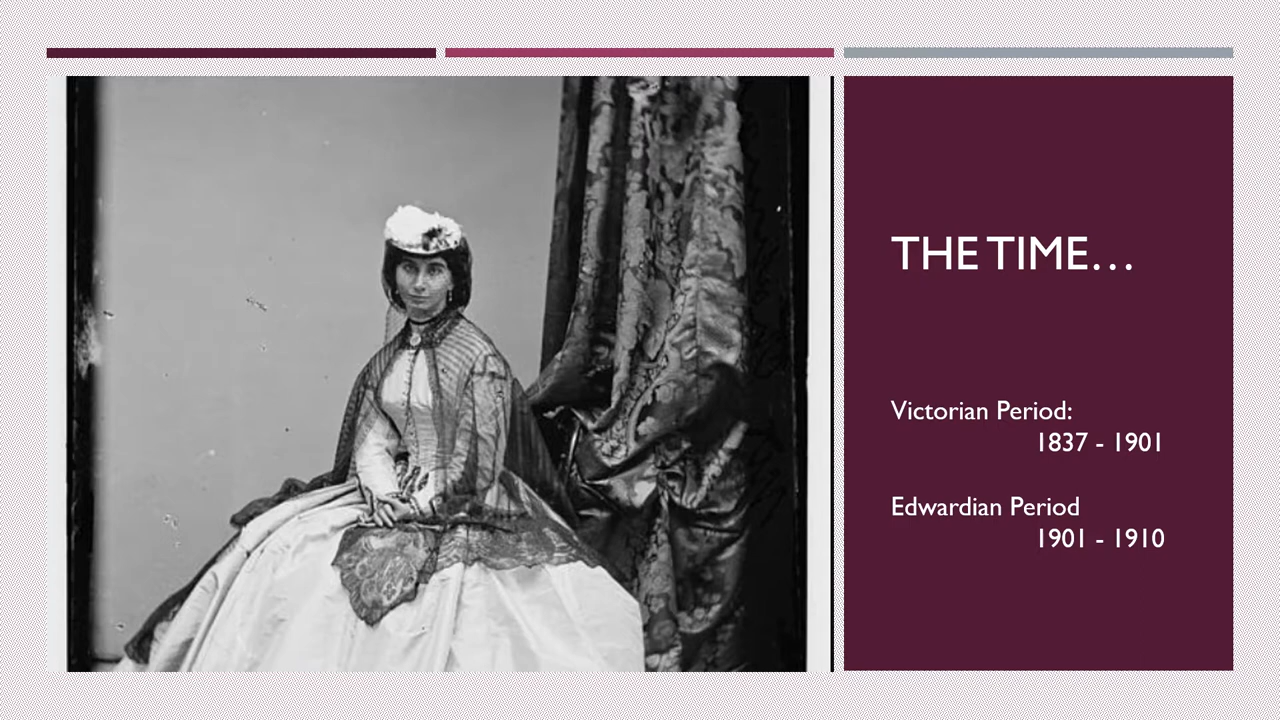 THE TIME…
Victorian Period:
1837 - 1901
Edwardian Period
1901 - 1910